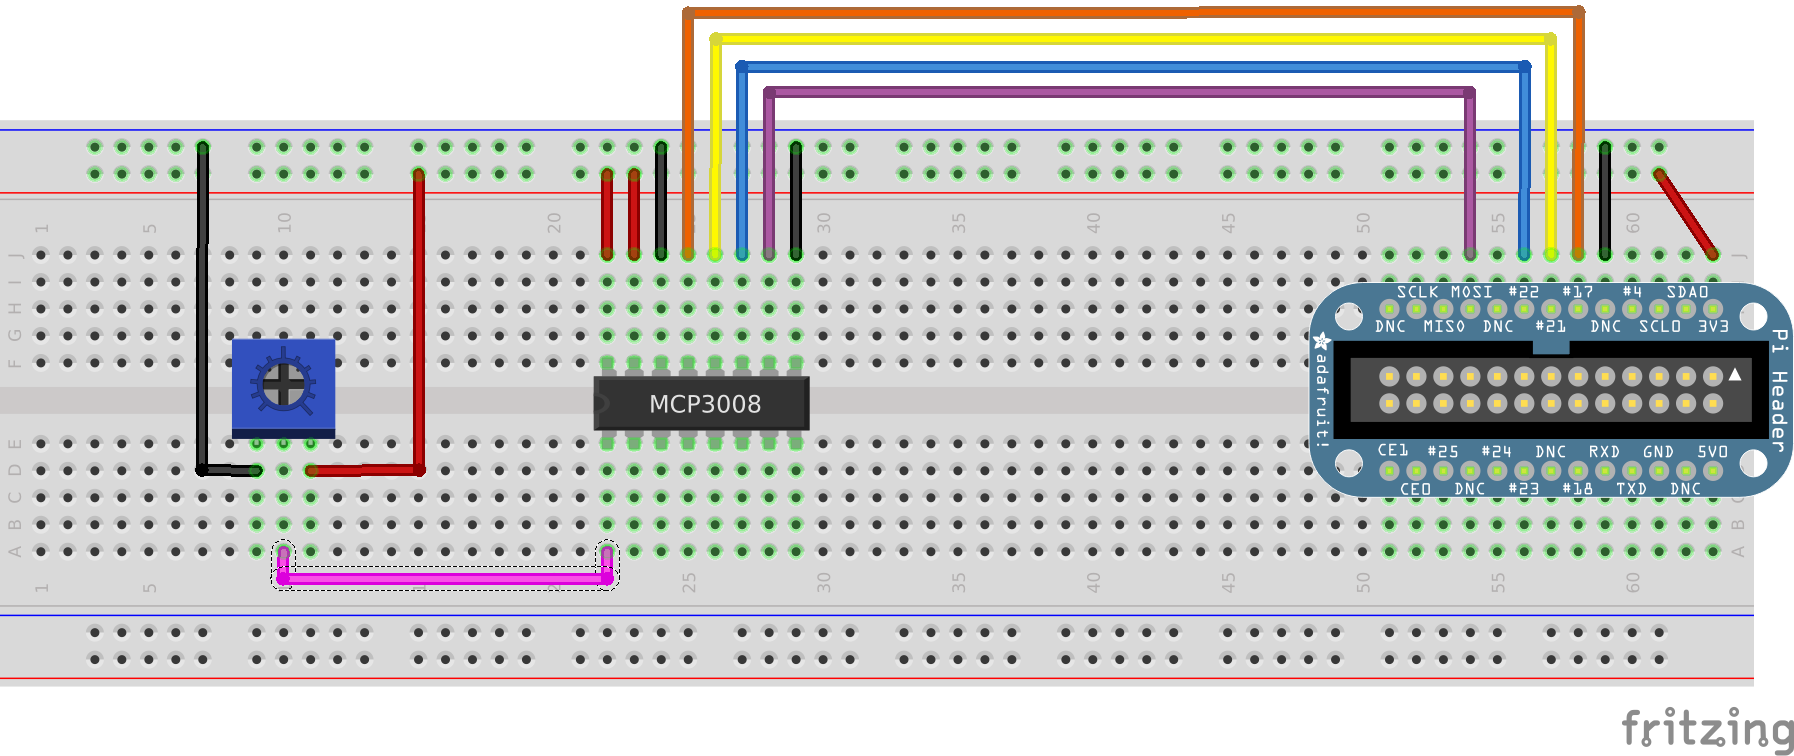 1 5 10 20 30 35 40 45 50 55 60
J J
I
H
G
F
SCLK MOSI #22 #17 #4 SDA0
DNC MISO DNC #21 DNC SCL0 3V3
adafruit!
Pi Header
MCP3008
E
D
C
B B
A A
CE1 #25 #24 DNC RXD GND 5V0
CE0 DNC #23 #18 TXD DNC
1 5 25 30 35 40 45 50 55 60
fritzing